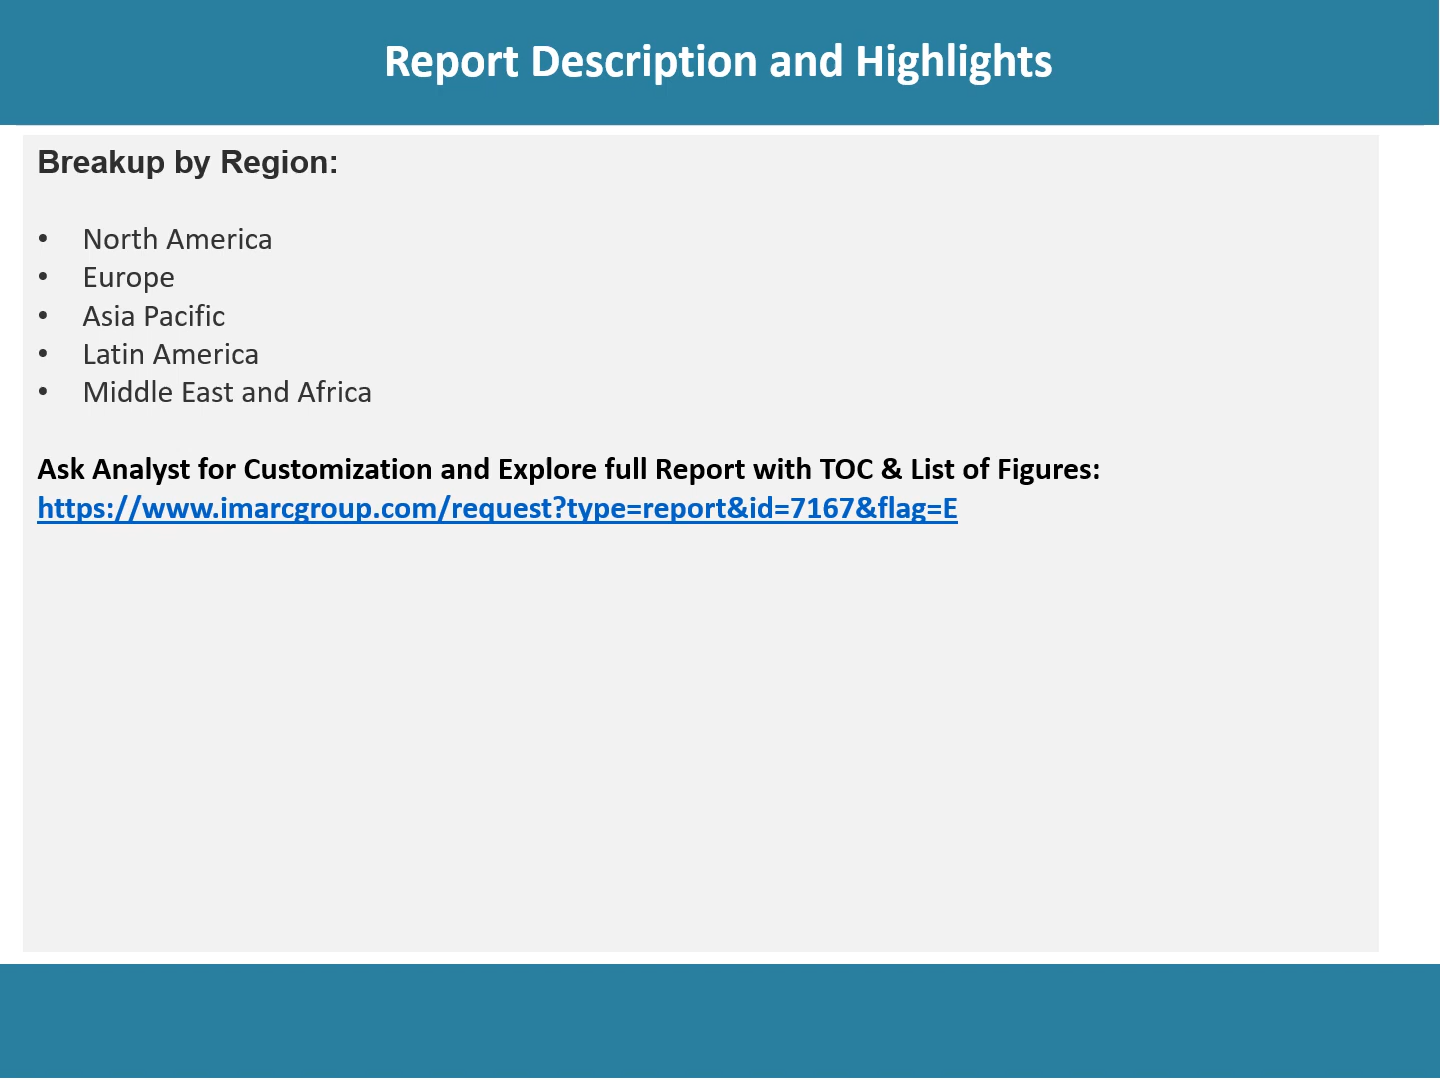 Report Description and Highlights
Breakup by Region:
• North America
• Europe
• Asia Pacific
• Latin America
• Middle East and Africa
Ask Analyst for Customization and Explore full Report with TOC & List of Figures:
https://www.imarcgroup.com/request?type=report&id=7167&flag=E